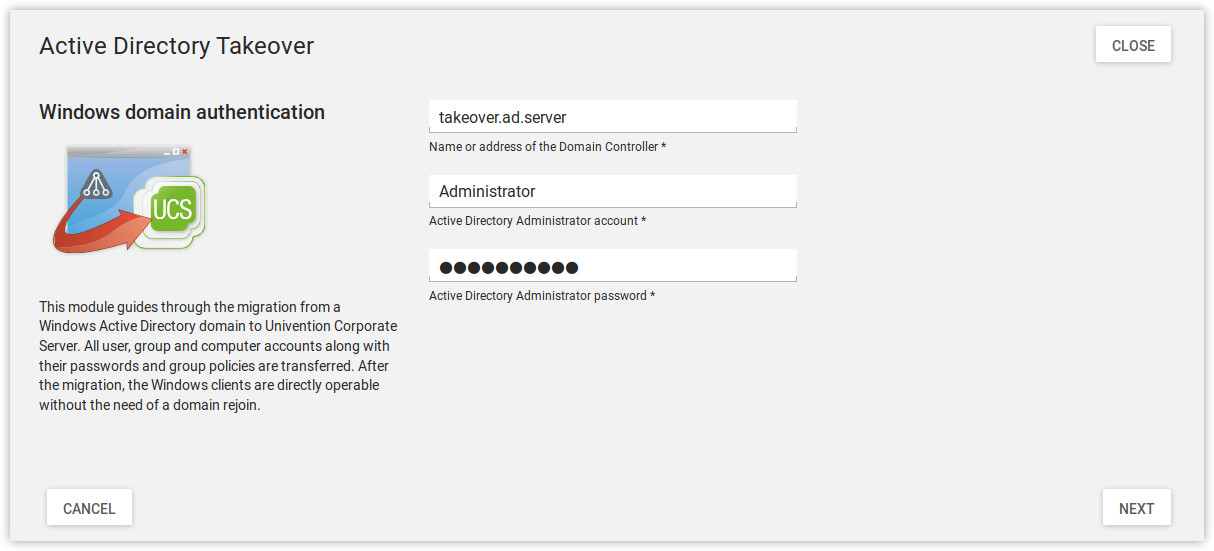 Active Directory Takeover
CLOSE
Windows domain authentication
UCS
This module guides through the migration from a
Windows Active Directory domain to Univention Corporate
Server. All user, group and computer accounts along with
their passwords and group policies are transferred. After
the migration, the Windows clients are directly operable
without the need of a domain rejoin.
takeover.ad.server
Name or address of the Domain Controller *
Administrator
Active Directory Administrator account *
●●●●●●●●●●
Active Directory Administrator password *
CANCEL
NEXT